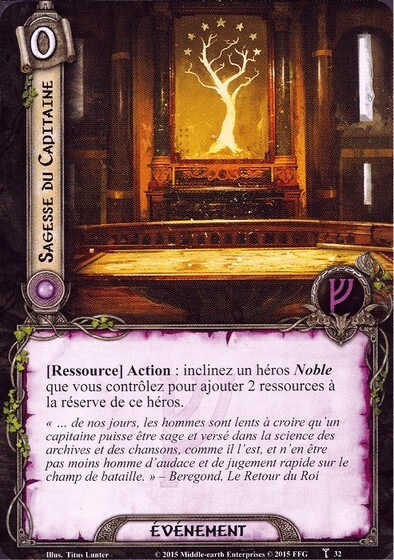 0
SAGESSE DU CAPITAINE
[Ressource] Action : inclinez un héros Noble
que vous contrôlez pour ajouter 2 ressources à
la réserve de ce héros.
« … de nos jours, les hommes sont lents à croire qu'un
capitaine puisse être sage et versé dans la science des
archives et des chansons, comme il l'est, et n'en être
pas moins homme d'audace et de jugement rapide sur le
champ de bataille. » – Beregond, Le Retour du Roi
ÉVÉNEMENT
Illus. Titus Lunter © 2015 Middle-earth Enterprises © 2015 FFG 32